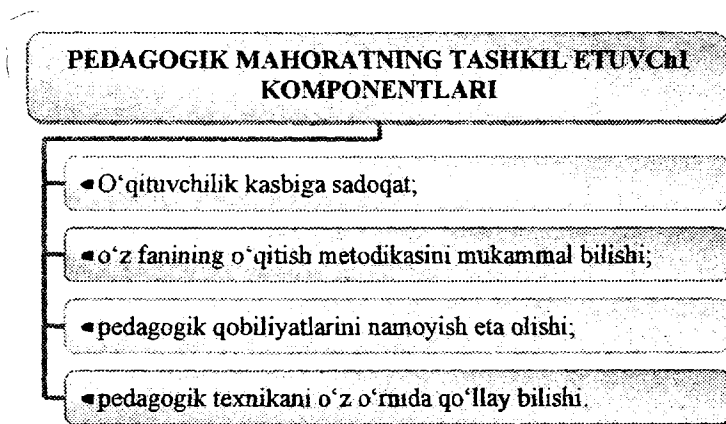 PEDAGOGIK MAHORATNING TASHKIL ETUVChI
KOMPONENTLARI
O‘qituvchilik kasbiga sadoqat;
o‘z fanining o‘qitish metodikasini mukammal bilishi;
pedagogik qobiliyatlarini namoyish eta olishi;
pedagogik texnikani o‘z o‘rnida qo‘llay bilishi.